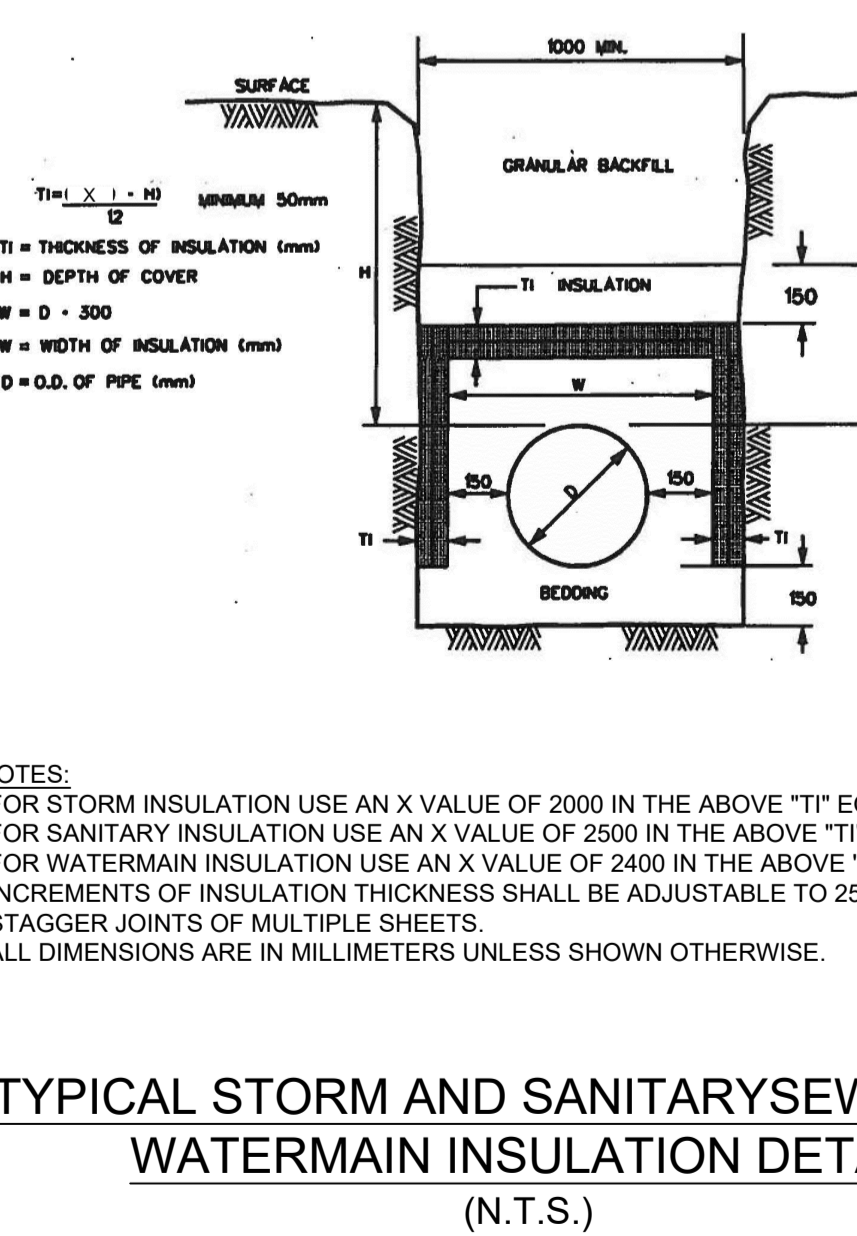 1000 MIN.
SURFACE
GRANULAR BACKFILL
TI=( X ) - H)
12
MINIMUM 50mm
TI = THICKNESS OF INSULATION (mm)
H = DEPTH OF COVER
W = D + 300
W = WIDTH OF INSULATION (mm)
D = O.D. OF PIPE (mm)
H
TI INSULATION
150
W
150
D
150
TI
TI
BEDDING
150
OTES:
FOR STORM INSULATION USE AN X VALUE OF 2000 IN THE ABOVE "TI" E
FOR SANITARY INSULATION USE AN X VALUE OF 2500 IN THE ABOVE "TI"
FOR WATERMAIN INSULATION USE AN X VALUE OF 2400 IN THE ABOVE "
NCREMENTS OF INSULATION THICKNESS SHALL BE ADJUSTABLE TO 25
STAGGER JOINTS OF MULTIPLE SHEETS.
ALL DIMENSIONS ARE IN MILLIMETERS UNLESS SHOWN OTHERWISE.
TYPICAL STORM AND SANITARYSEW
WATERMAIN INSULATION DETA
(N.T.S.)